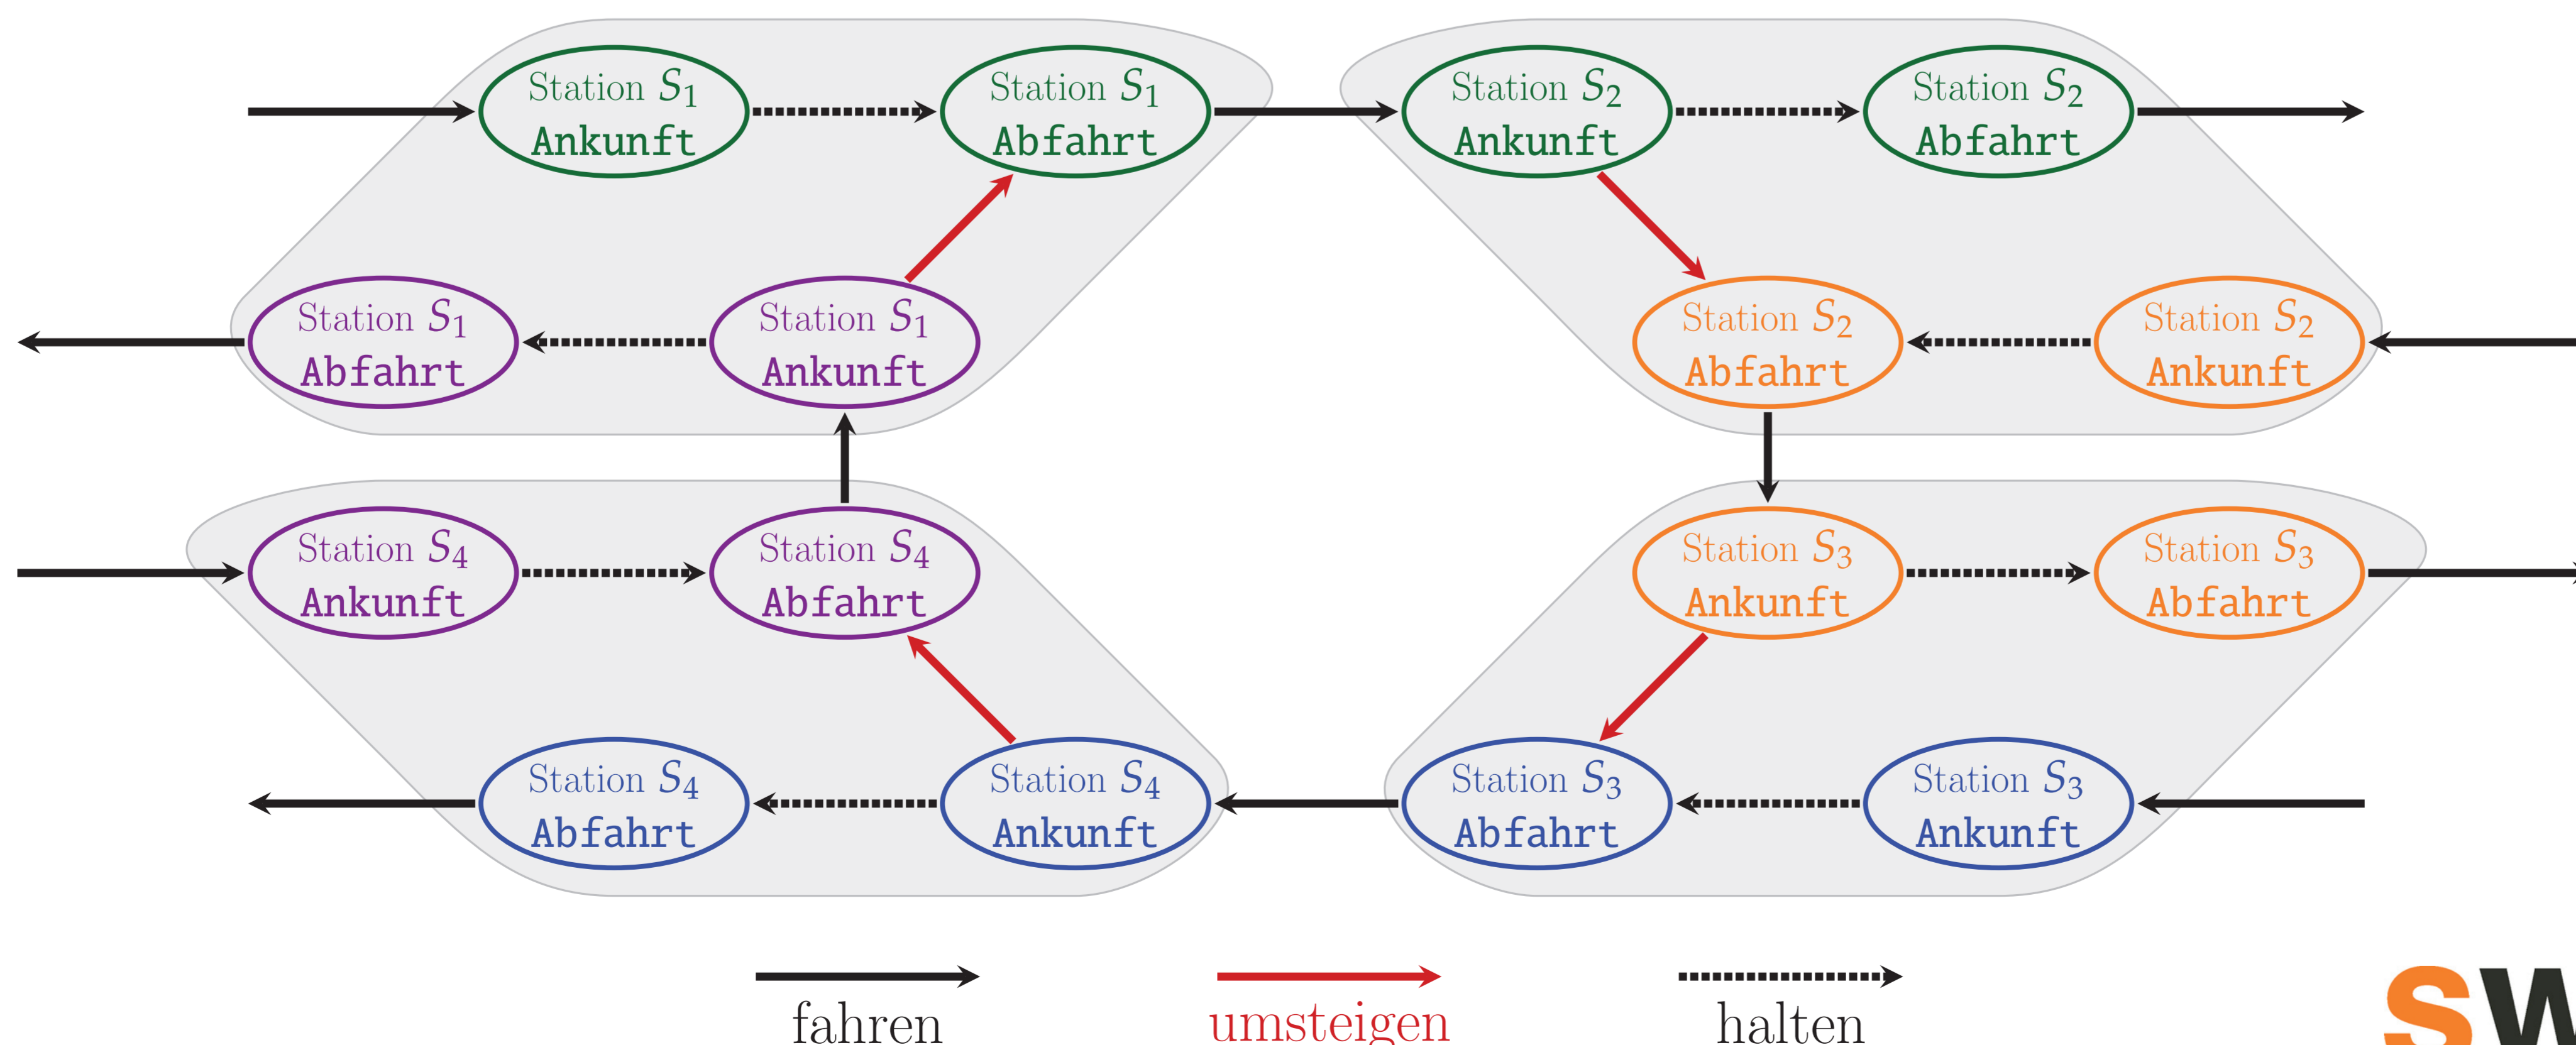 Station S₁
Ankunft
Station S₁
Abfahrt
Station S₂
Ankunft
Station S₂
Abfahrt
Station S₁
Abfahrt
Station S₁
Ankunft
Station S₂
Abfahrt
Station S₂
Ankunft
Station S₄
Ankunft
Station S₄
Abfahrt
Station S₃
Ankunft
Station S₃
Abfahrt
Station S₄
Abfahrt
Station S₄
Ankunft
Station S₃
Abfahrt
Station S₃
Ankunft
fahren
umsteigen
halten